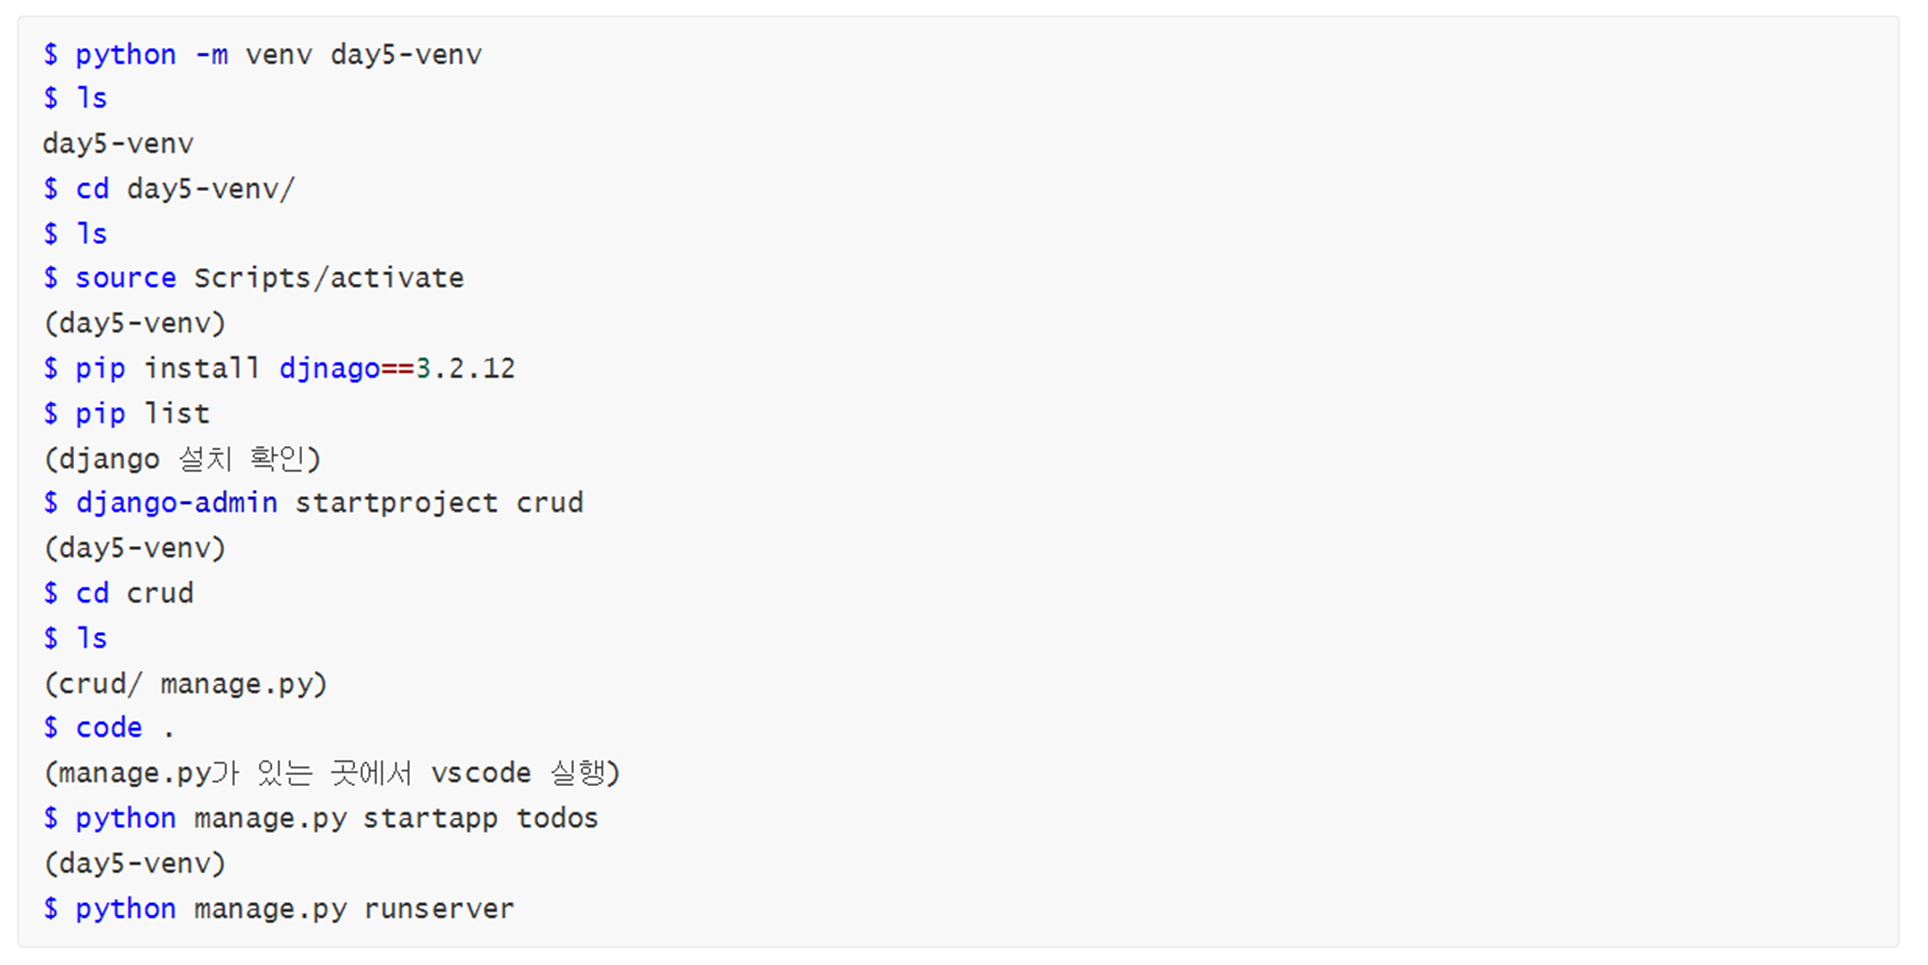 $ python -m venv day5-venv
$ ls
day5-venv
$ cd day5-venv/
$ ls
$ source Scripts/activate
(day5-venv)
$ pip install djnago==3.2.12
$ pip list
(django 설치 확인)
$ django-admin startproject crud
(day5-venv)
$ cd crud
$ ls
(crud/ manage.py)
$ code .
(manage.py가 있는 곳에서 vscode 실행)
$ python manage.py startapp todos
(day5-venv)
$ python manage.py runserver